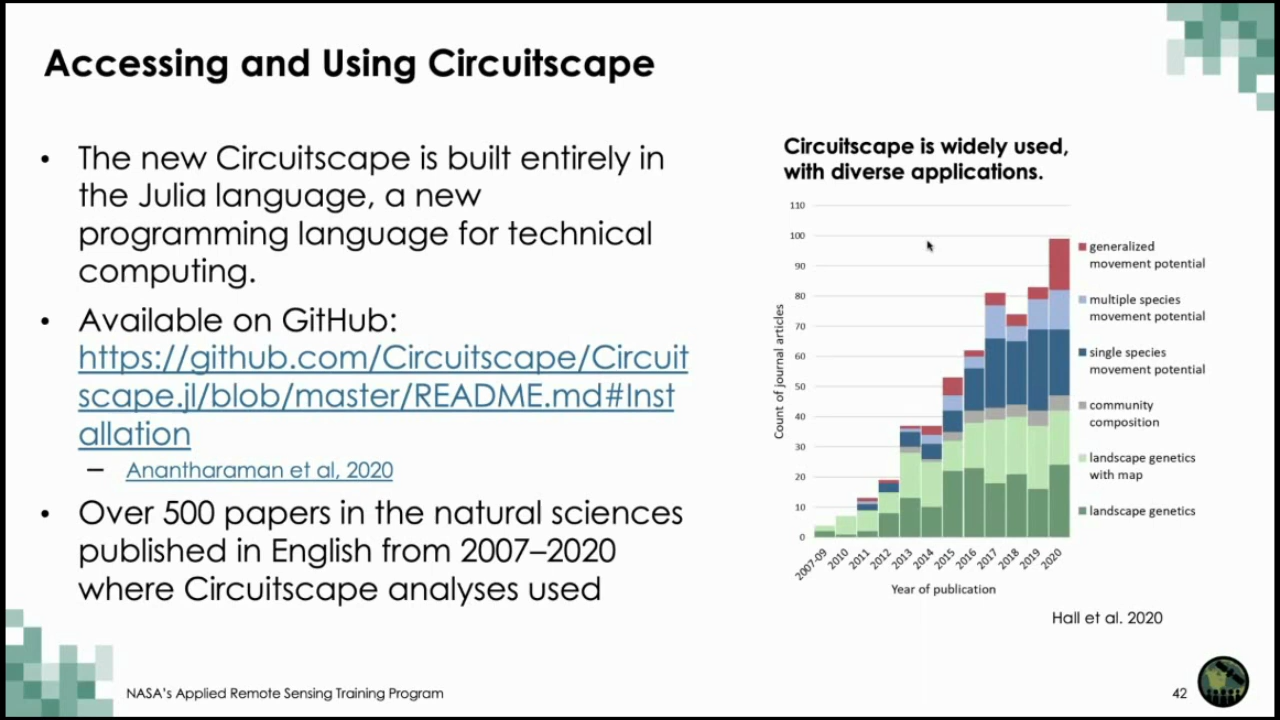 Accessing and Using Circuitscape
• The new Circuitscape is built entirely in
the Julia language, a new
programming language for technical
computing.
• Available on GitHub:
https://github.com/Circuitscape/Circuit
scape.jl/blob/master/README.md#Inst
allation
– Anantharaman et al, 2020
• Over 500 papers in the natural sciences
published in English from 2007–2020
where Circuitscape analyses used
Circuitscape is widely used,
with diverse applications.
Count of journal articles
110
100
90
80
70
60
50
40
30
20
10
0
2007-09
2010
2011
2012
2013
2014
2015
2016
2017
2018
2019
2020
Year of publication
generalized
movement potential
multiple species
movement potential
single species
movement potential
community
composition
landscape genetics
with map
landscape genetics
Hall et al. 2020
NASA's Applied Remote Sensing Training Program
42